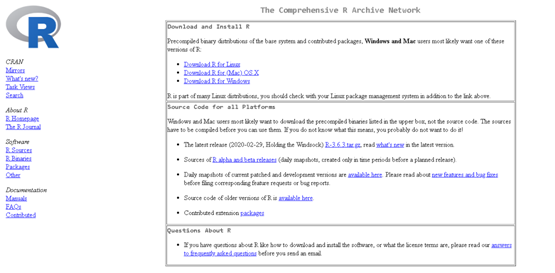 The Comprehensive R Archive Network
R
CRAN
Mirrors
What's new?
Task Views
Search
About R
R Homepage
The R Journal
Software
R Sources
R Binaries
Packages
Other
Documentation
Manuals
FAQs
Contributed
Download and Install R
Precompiled binary distributions of the base system and contributed packages, Windows and Mac users most likely want one of these
versions of R:
Download R for Linux
Download R for (Mac) OS X
Download R for Windows
R is part of many Linux distributions, you should check with your Linux package management system in addition to the link above.
Source Code for all Platforms
Windows and Mac users most likely want to download the precompiled binaries listed in the upper box, not the source code. The sources
have to be compiled before you can use them. If you do not know what this means, you probably do not want to do it!
The latest release (2020-02-29, Holding the Windsock) R-3.6.3.tar.gz, read what's new in the latest version.
Sources of R alpha and beta releases (daily snapshots, created only in time periods before a planned release).
Daily snapshots of current patched and development versions are available here. Please read about new features and bug fixes
before filing corresponding feature requests or bug reports.
Source code of older versions of R is available here.
Contributed extension packages
Questions About R
If you have questions about R like how to download and install the software, or what the license terms are, please read our answers
to frequently asked questions before you send an email.